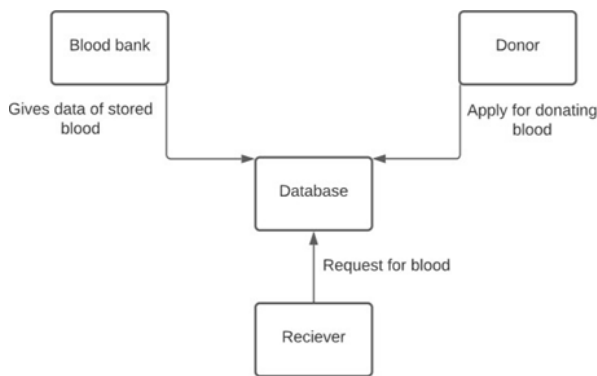 Blood bank
Donor
Gives data of stored
blood
Apply for donating
blood
Database
Request for blood
Reciever